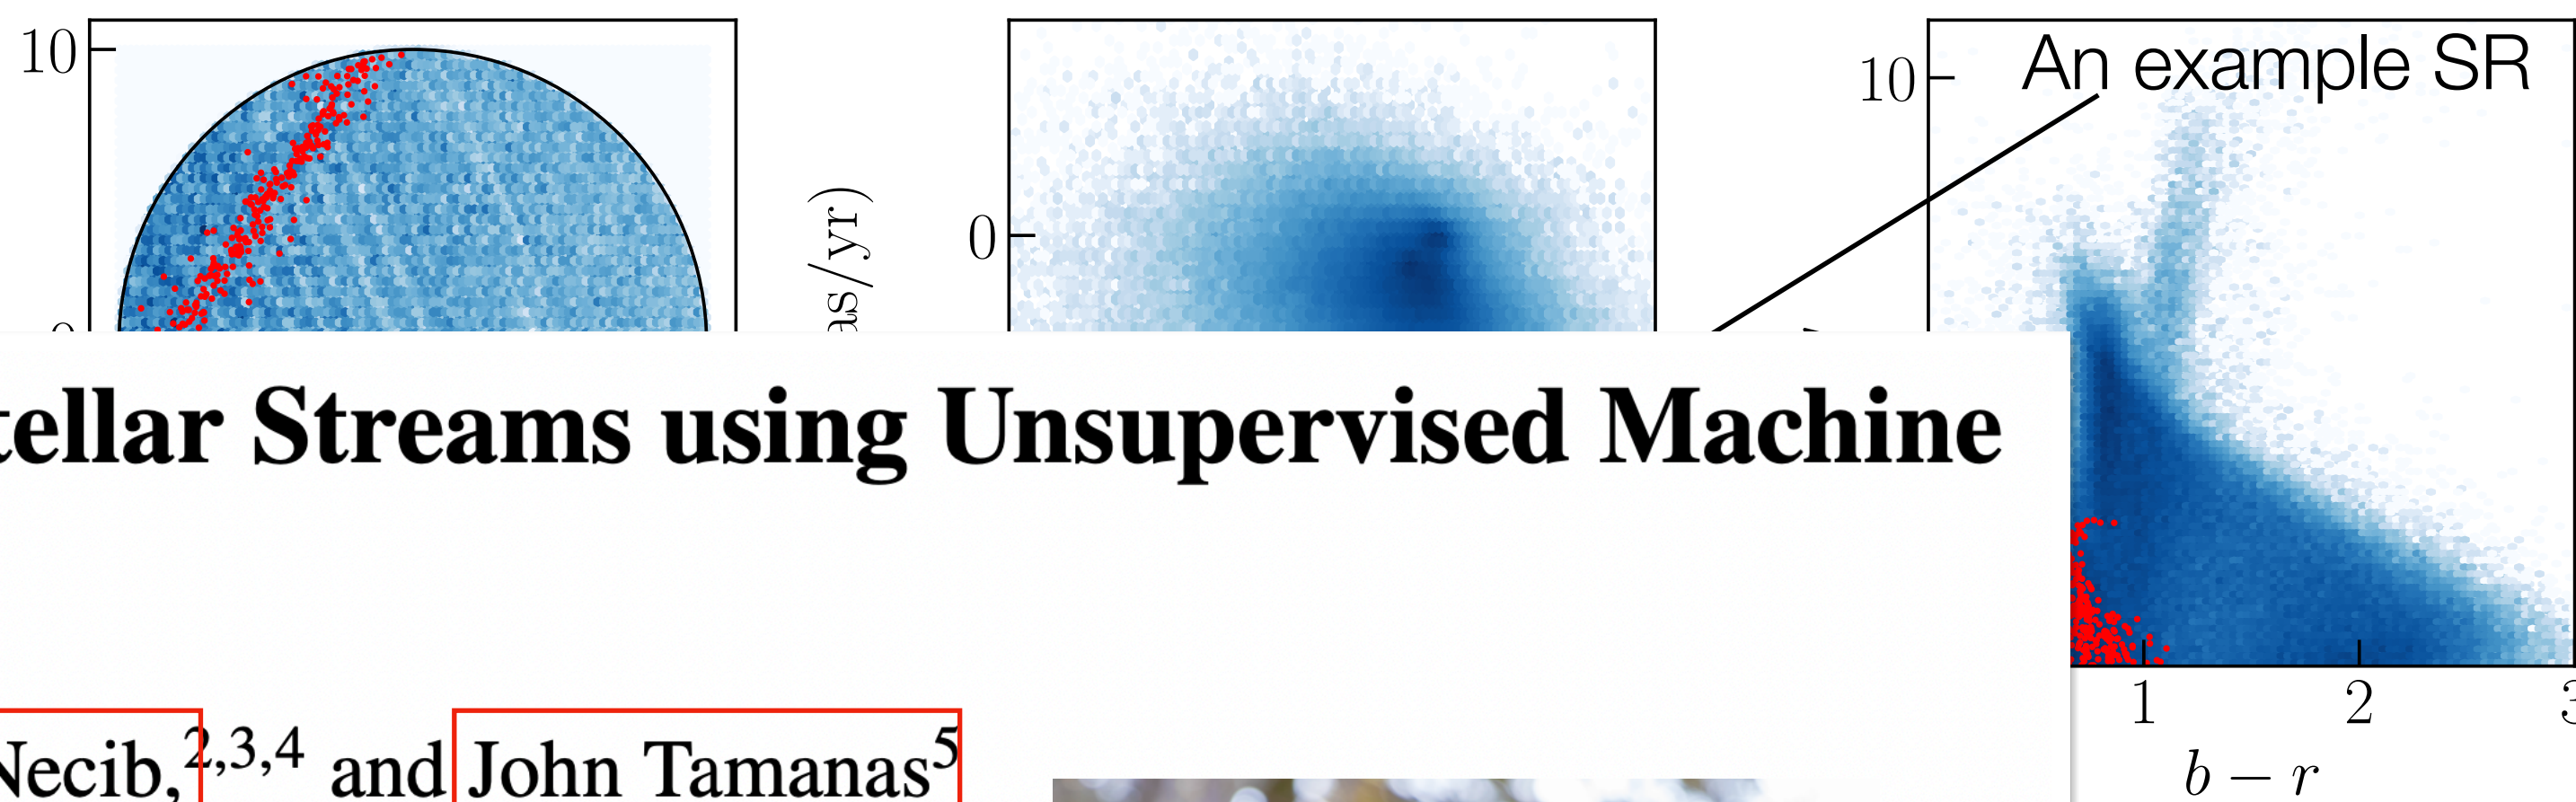 10
0
as/yr)
10
An example SR
tellar Streams using Unsupervised Machine
Necib,2,3,4 and John Tamanas5
1 2 3
b − r